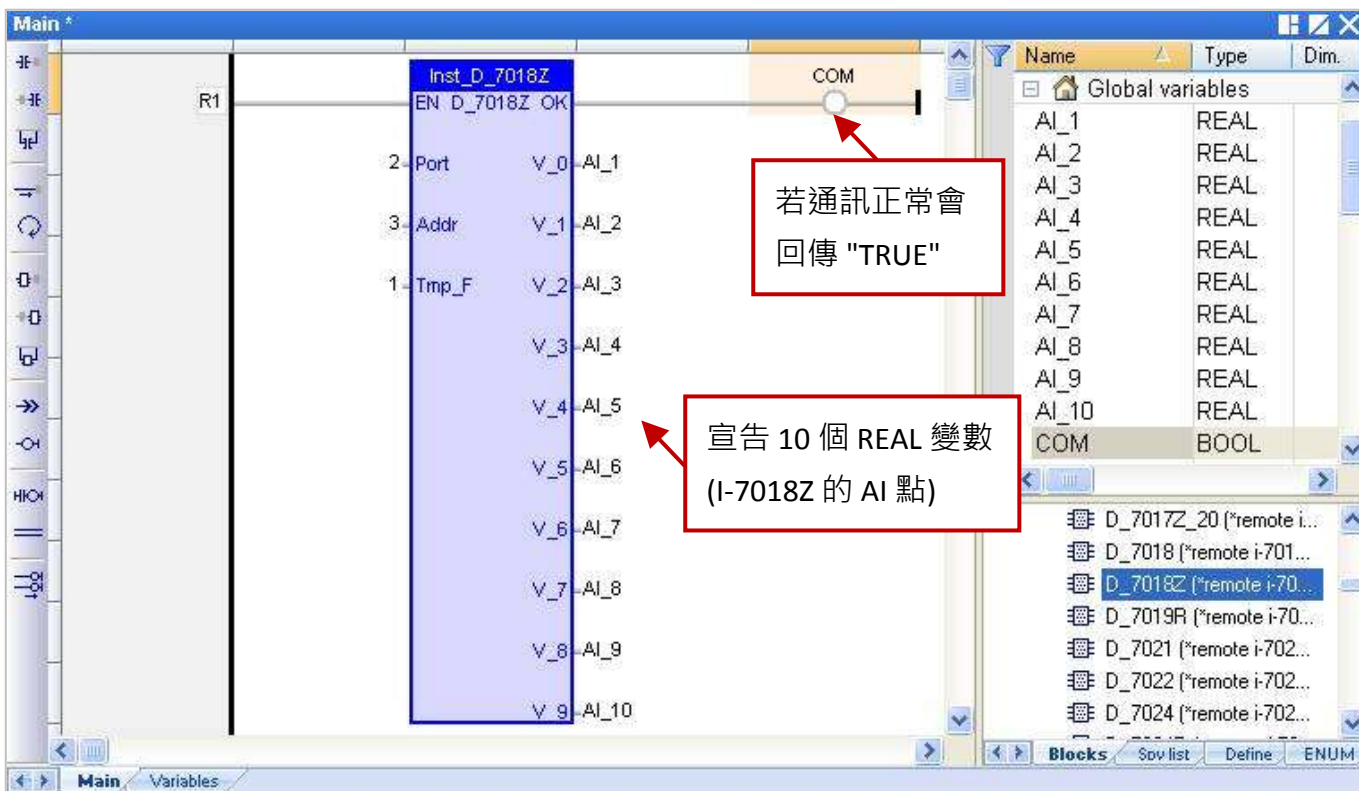 Main *
Inst_D_7018Z
EN D_7018Z OK
COM
R1
2 Port V_0 AI_1
3 Addr V_1 AI_2
1 Tmp_F V_2 AI_3
V_3 AI_4
V_4 AI_5
V_5 AI_6
V_6 AI_7
V_7 AI_8
V_8 AI_9
V_9 AI_10
若通訊正常會
回傳 "TRUE"
宣告 10 個 REAL 變數
(I-7018Z 的 AI 點)
Name Type Dim.
Global variables
AI_1 REAL
AI_2 REAL
AI_3 REAL
AI_4 REAL
AI_5 REAL
AI_6 REAL
AI_7 REAL
AI_8 REAL
AI_9 REAL
AI_10 REAL
COM BOOL
D_7017Z_20 (*remote i...
D_7018 (*remote i-701...
D_7018Z (*remote i-70...
D_7019R (*remote i-70...
D_7021 (*remote i-702...
D_7022 (*remote i-702...
D_7024 (*remote i-702...
Blocks Spy list Define ENUM
Main Variables